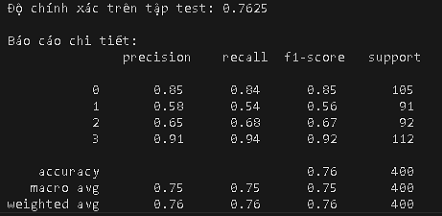 Độ chính xác trên tập test: 0.7625
Báo cáo chi tiết:
precision recall f1-score support
0 0.85 0.84 0.85 105
1 0.58 0.54 0.56 91
2 0.65 0.68 0.67 92
3 0.91 0.94 0.92 112
accuracy 0.76 400
macro avg 0.75 0.75 0.75 400
weighted avg 0.76 0.76 0.76 400